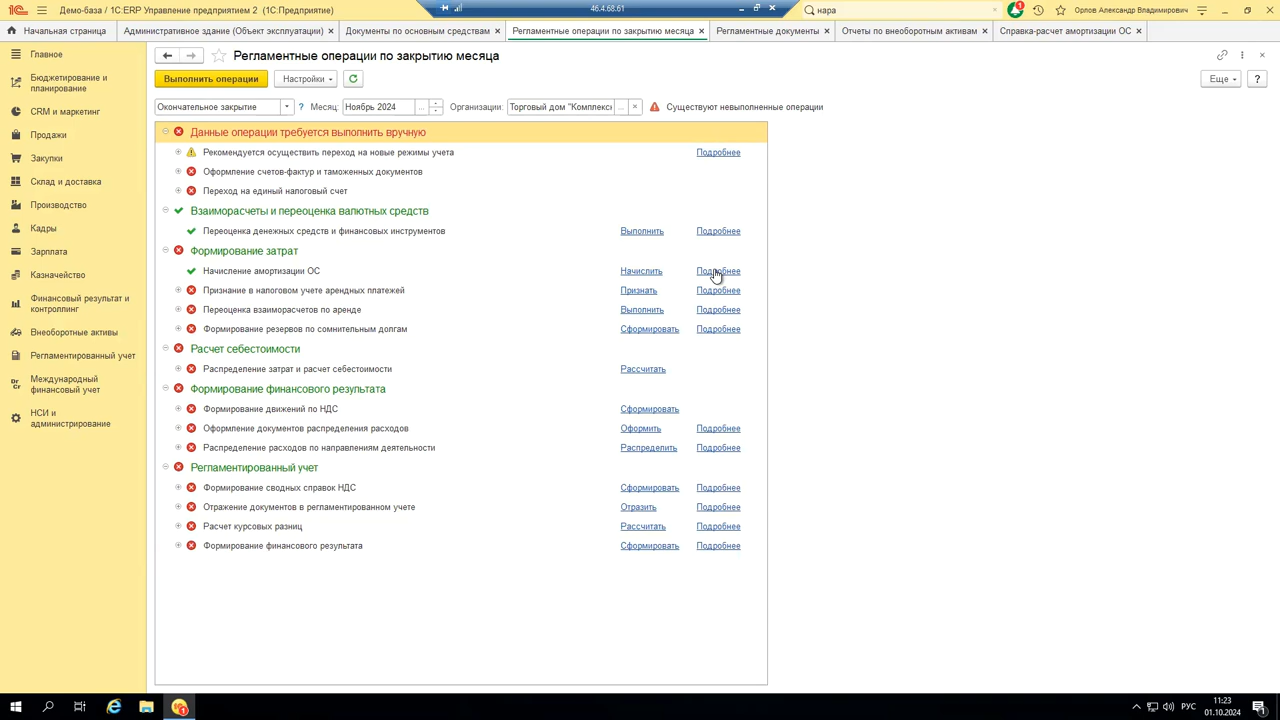 Демо-база / 1С:ERP Управление предприятием 2 (1С:Предприятие)
46.4.68.61
нара
1
Орлов Александр Владимирович
Начальная страница
Административное здание (Объект эксплуатации)
Документы по основным средствам
Регламентные операции по закрытию месяца
Регламентные документы
Отчеты по внеоборотным активам
Справка-расчет амортизации ОС
Главное
Бюджетирование и
планирование
CRM и маркетинг
Продажи
Закупки
Склад и доставка
Производство
Кадры
Зарплата
Казначейство
Финансовый результат и
контроллинг
Внеоборотные активы
Регламентированный учет
Международный
финансовый учет
НСИ и
администрирование
Регламентные операции по закрытию месяца
Выполнить операции
Настройки
Еще
?
Окончательное закрытие
?
Месяц:
Ноябрь 2024
...
Организации:
Торговый дом "Комплекс
...
Существуют невыполненные операции
Данные операции требуется выполнить вручную
Рекомендуется осуществить переход на новые режимы учета Подробнее
Оформление счетов-фактур и таможенных документов
Переход на единый налоговый счет
Взаиморасчеты и переоценка валютных средств
Переоценка денежных средств и финансовых инструментов Выполнить Подробнее
Формирование затрат
Начисление амортизации ОС Начислить Подробнее
Признание в налоговом учете арендных платежей Признать Подробнее
Переоценка взаиморасчетов по аренде Выполнить Подробнее
Формирование резервов по сомнительным долгам Сформировать Подробнее
Расчет себестоимости
Распределение затрат и расчет себестоимости Рассчитать
Формирование финансового результата
Формирование движений по НДС Сформировать
Оформление документов распределения расходов Оформить Подробнее
Распределение расходов по направлениям деятельности Распределить Подробнее
Регламентированный учет
Формирование сводных справок НДС Сформировать Подробнее
Отражение документов в регламентированном учете Отразить Подробнее
Расчет курсовых разниц Рассчитать Подробнее
Формирование финансового результата Сформировать Подробнее
РУС
11:23
01.10.2024